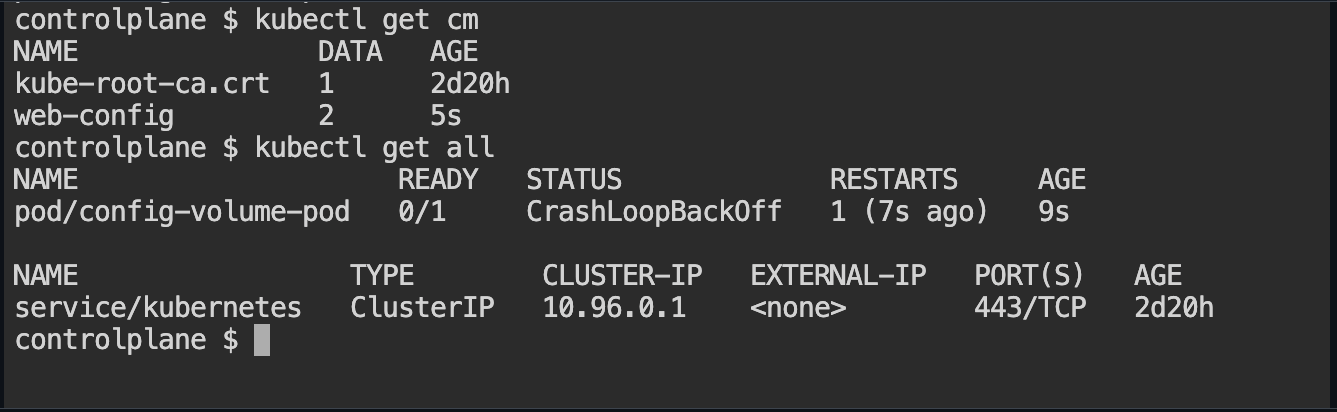 controlplane $ kubectl get cm
NAME               DATA   AGE
kube-root-ca.crt   1      2d20h
web-config         2      5s
controlplane $ kubectl get all
NAME                    READY   STATUS             RESTARTS     AGE
pod/config-volume-pod   0/1     CrashLoopBackOff   1 (7s ago)   9s

NAME                 TYPE        CLUSTER-IP   EXTERNAL-IP   PORT(S)   AGE
service/kubernetes   ClusterIP   10.96.0.1    <none>        443/TCP   2d20h
controlplane $